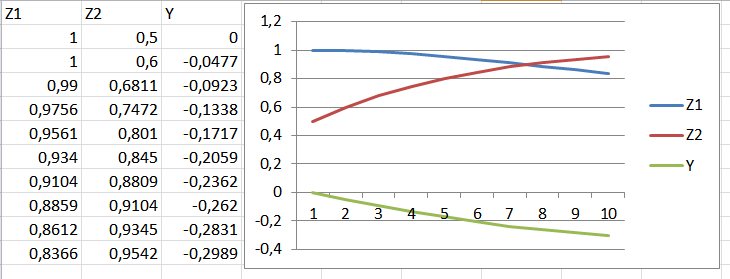 Z1 Z2 Y
1 0,5 0
1 0,6 -0,0477
0,99 0,6811 -0,0923
0,9756 0,7472 -0,1338
0,9561 0,801 -0,1717
0,934 0,845 -0,2059
0,9104 0,8809 -0,2362
0,8859 0,9104 -0,262
0,8612 0,9345 -0,2831
0,8366 0,9542 -0,2989
1,2
1
0,8
0,6
0,4
0,2
0
-0,2
-0,4
1 2 3 4 5 6 7 8 9 10
Z1
Z2
Y